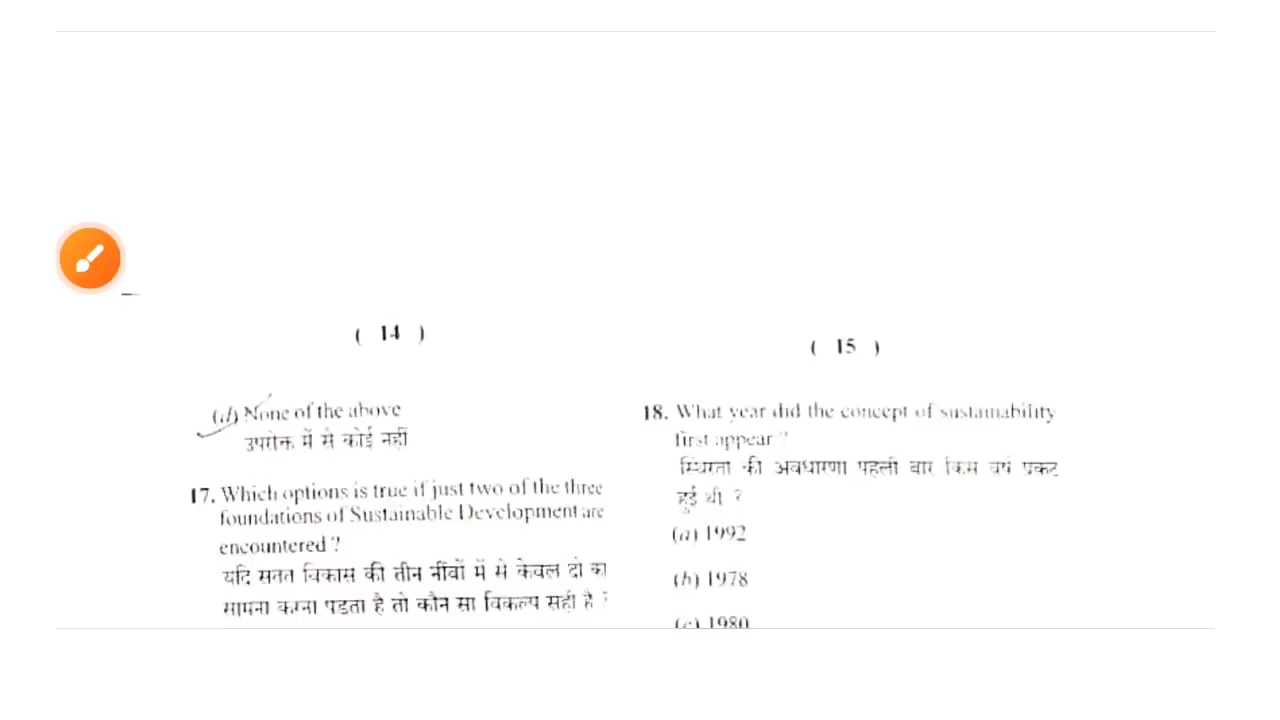 ( 14 )
(d) None of the above
उपरोक्त में से कोई नहीं
17. Which options is true if just two of the three
foundations of Sustainable Development are
encountered ?
यदि सतत विकास की तीन नींवों में से केवल दो का
सामना करना पडता है तो कौन सा विकल्प सही है ?
( 15 )
18. What year did the concept of sustainability
first appear ?
स्थिरता की अवधारणा पहली बार किस वर्ष प्रकट
हुई थी ?
(a) 1992
(b) 1978
(c) 1980